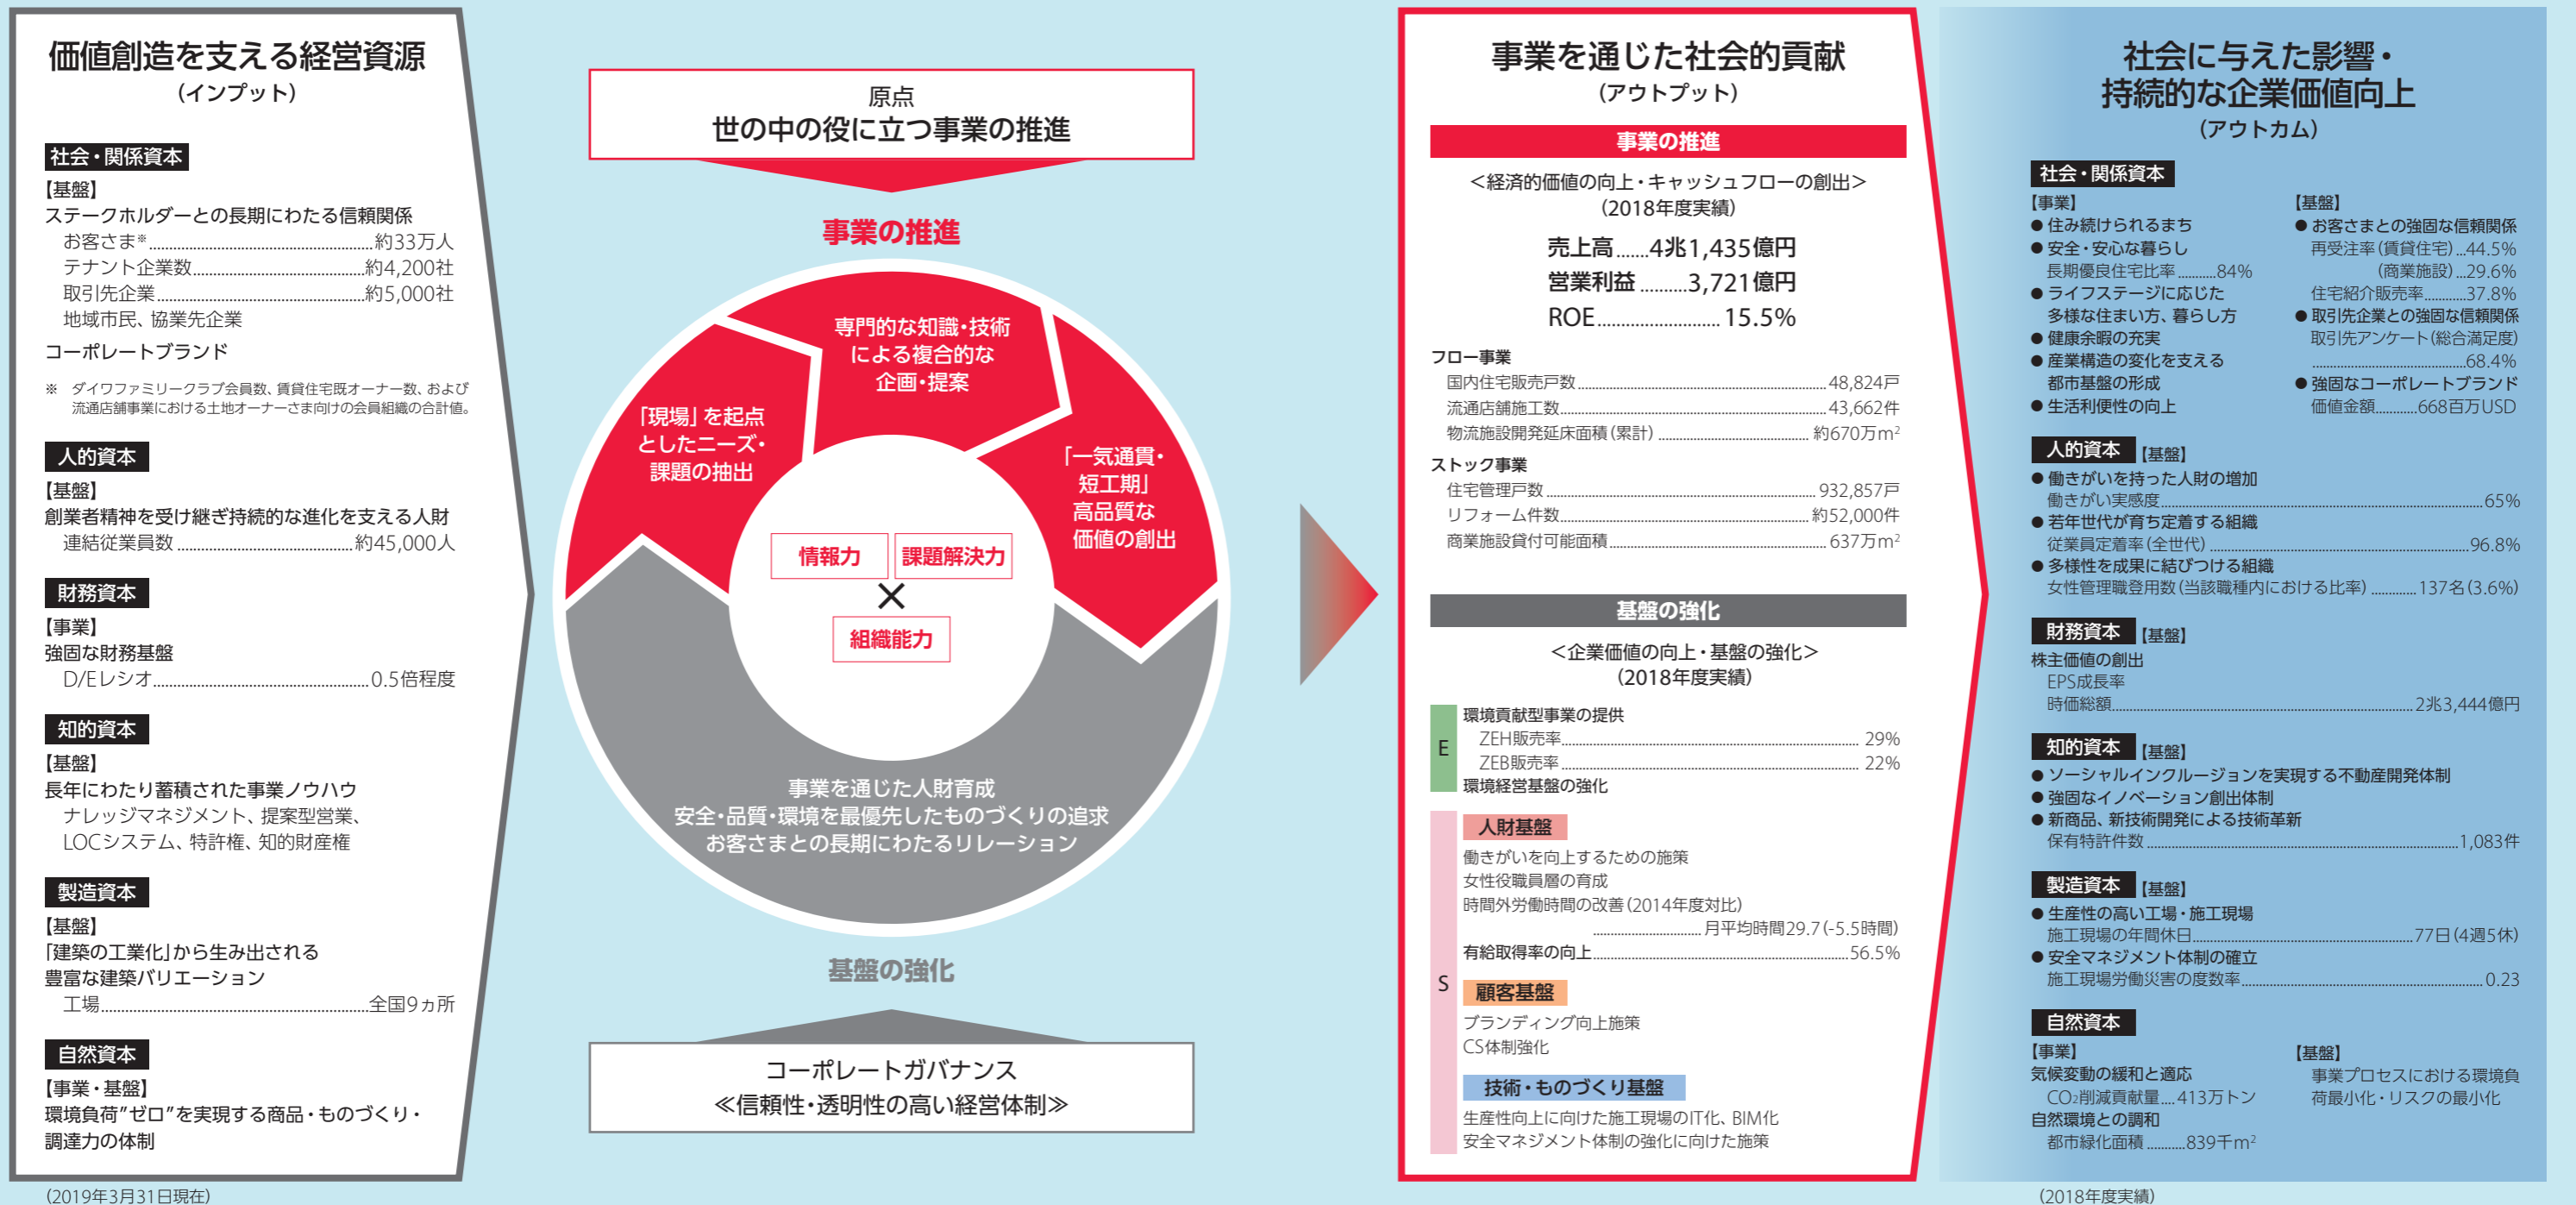 価値創造を支える経営資源
（インプット）
社会・関係資本
【基盤】
ステークホルダーとの長期にわたる信頼関係
お客さま※......約33万人
テナント企業数......約4,200社
取引先企業......約5,000社
地域市民、協業先企業
コーポレートブランド
※ ダイワファミリークラブ会員数、賃貸住宅既オーナー数、および
流通店舗事業における土地オーナーさま向けの会員組織の合計値。
人的資本
【基盤】
創業者精神を受け継ぎ持続的な進化を支える人財
連結従業員数......約45,000人
財務資本
【事業】
強固な財務基盤
D/Eレシオ......0.5倍程度
知的資本
【基盤】
長年にわたり蓄積された事業ノウハウ
ナレッジマネジメント、提案型営業、
LOCシステム、特許権、知的財産権
製造資本
【基盤】
「建築の工業化」から生み出される
豊富な建築バリエーション
工場......全国9ヵ所
自然資本
【事業・基盤】
環境負荷"ゼロ"を実現する商品・ものづくり・
調達力の体制
（2019年3月31日現在）
原点
世の中の役に立つ事業の推進
事業の推進
「現場」を起点
としたニーズ・
課題の抽出
専門的な知識・技術
による複合的な
企画・提案
「一気通貫・
短工期」
高品質な
価値の創出
情報力
課題解決力
×
組織能力
事業を通じた人財育成
安全・品質・環境を最優先したものづくりの追求
お客さまとの長期にわたるリレーション
基盤の強化
コーポレートガバナンス
≪信頼性・透明性の高い経営体制≫
事業を通じた社会的貢献
（アウトプット）
事業の推進
＜経済的価値の向上・キャッシュフローの創出＞
（2018年度実績）
売上高......4兆1,435億円
営業利益......3,721億円
ROE......15.5%
フロー事業
国内住宅販売戸数......48,824戸
流通店舗施工数......43,662件
物流施設開発延床面積（累計）......約670万m²
ストック事業
住宅管理戸数......932,857戸
リフォーム件数......約52,000件
商業施設貸付可能面積......637万m²
基盤の強化
＜企業価値の向上・基盤の強化＞
（2018年度実績）
E
環境貢献型事業の提供
ZEH販売率......29%
ZEB販売率......22%
環境経営基盤の強化
S
人財基盤
働きがいを向上するための施策
女性役職員層の育成
時間外労働時間の改善（2014年度対比）
......月平均時間29.7（-5.5時間）
有給取得率の向上......56.5%
顧客基盤
ブランディング向上施策
CS体制強化
技術・ものづくり基盤
生産性向上に向けた施工現場のIT化、BIM化
安全マネジメント体制の強化に向けた施策
社会に与えた影響・
持続的な企業価値向上
（アウトカム）
社会・関係資本
【事業】
● 住み続けられるまち
● 安全・安心な暮らし
長期優良住宅比率......84%
● ライフステージに応じた
多様な住まい方、暮らし方
● 健康余暇の充実
● 産業構造の変化を支える
都市基盤の形成
● 生活利便性の向上
【基盤】
● お客さまとの強固な信頼関係
再受注率（賃貸住宅）...44.5%
（商業施設）...29.6%
住宅紹介販売率......37.8%
● 取引先企業との強固な信頼関係
取引先アンケート（総合満足度）
......68.4%
● 強固なコーポレートブランド
価値金額......668百万USD
人的資本【基盤】
● 働きがいを持った人財の増加
働きがい実感度......65%
● 若年世代が育ち定着する組織
従業員定着率（全世代）......96.8%
● 多様性を成果に結びつける組織
女性管理職登用数（当該職種内における比率）......137名（3.6%）
財務資本【基盤】
株主価値の創出
EPS成長率
時価総額......2兆3,444億円
知的資本【基盤】
● ソーシャルインクルージョンを実現する不動産開発体制
● 強固なイノベーション創出体制
● 新商品、新技術開発による技術革新
保有特許件数......1,083件
製造資本【基盤】
● 生産性の高い工場・施工現場
施工現場の年間休日......77日（4週5休）
● 安全マネジメント体制の確立
施工現場労働災害の度数率......0.23
自然資本
【事業】
気候変動の緩和と適応
CO₂削減貢献量....413万トン
自然環境との調和
都市緑化面積......839千m²
【基盤】
事業プロセスにおける環境負
荷最小化・リスクの最小化
（2018年度実績）